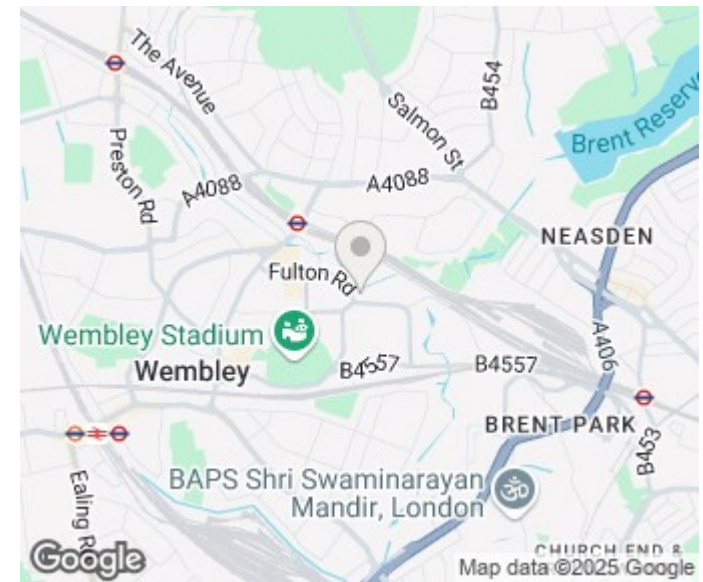 The Avenue
B454
Salmon St
Brent Reserv
Preston Rd
A4088
A4088
NEASDEN
Fulton Rd
Wembley Stadium
Wembley
B4557
B4557
A406
BRENT PARK
B453
Ealing Rd
BAPS Shri Swaminarayan
Mandir, London
CHURCH END &
Google
Map data ©2025 Google